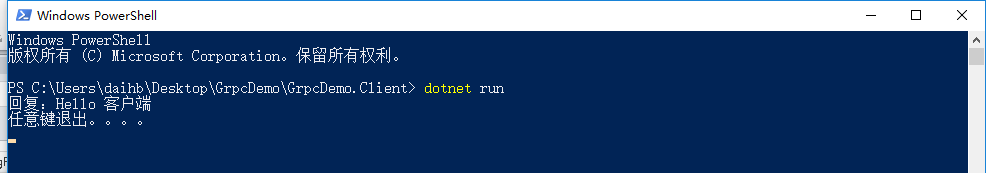 Windows PowerShell
Windows PowerShell
版权所有 (C) Microsoft Corporation。保留所有权利。
PS C:\Users\daihb\Desktop\GrpcDemo\GrpcDemo.Client> dotnet run
回复：Hello 客户端
任意键退出。。。。